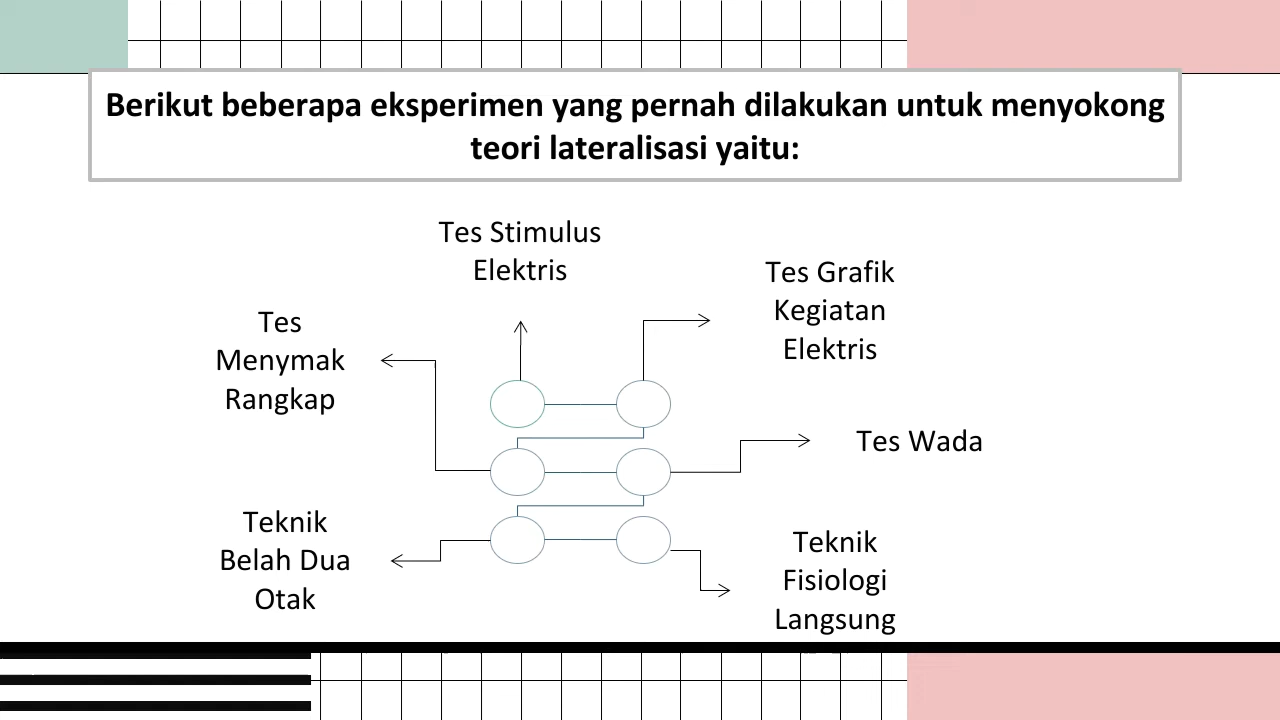 Berikut beberapa eksperimen yang pernah dilakukan untuk menyokong
teori lateralisasi yaitu:
Tes Stimulus
Elektris
Tes Grafik
Kegiatan
Elektris
Tes
Menymak
Rangkap
Tes Wada
Teknik
Belah Dua
Otak
Teknik
Fisiologi
Langsung